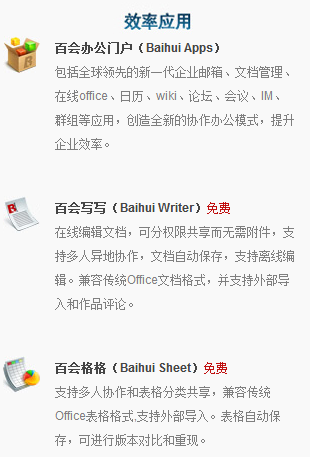 效率应用
百会办公门户（Baihui Apps）
包括全球领先的新一代企业邮箱、文档管理、
在线office、日历、wiki、论坛、会议、IM、
群组等应用，创造全新的协作办公模式，提升
企业效率。
百会写写（Baihui Writer）免费
在线编辑文档，可分权限共享而无需附件，支
持多人异地协作，文档自动保存，支持离线编
辑。兼容传统Office文档格式，并支持外部导
入和作品评论。
百会格格（Baihui Sheet）免费
支持多人协作和表格分类共享，兼容传统
Office表格格式,支持外部导入。表格自动保
存，可进行版本对比和重现。